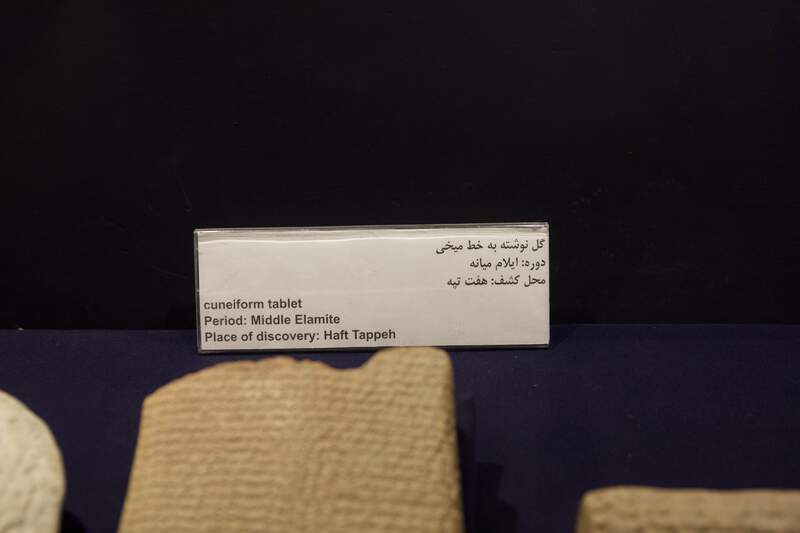 گل نوشته به خط میخی
دوره: ایلام میانه
محل کشف: هفت تپه
cuneiform tablet
Period: Middle Elamite
Place of discovery: Haft Tappeh